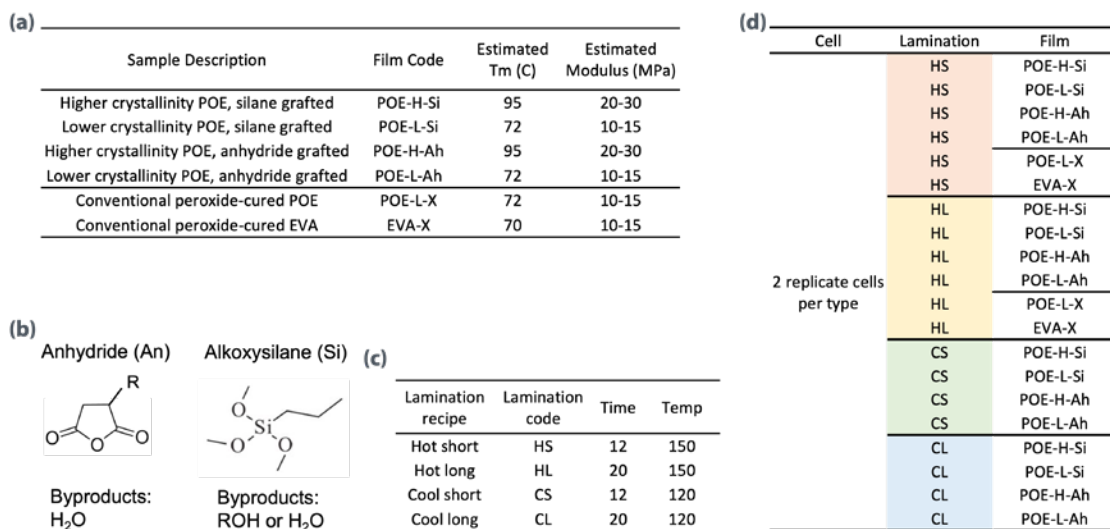 (a)
Sample Description Film Code Estimated Tm (C) Estimated Modulus (MPa)
Higher crystallinity POE, silane grafted POE-H-Si 95 20-30
Lower crystallinity POE, silane grafted POE-L-Si 72 10-15
Higher crystallinity POE, anhydride grafted POE-H-Ah 95 20-30
Lower crystallinity POE, anhydride grafted POE-L-Ah 72 10-15
Conventional peroxide-cured POE POE-L-X 72 10-15
Conventional peroxide-cured EVA EVA-X 70 10-15
(b)
Anhydride (An)
R
O
O
O
Byproducts:
H₂O
Alkoxysilane (Si)
O
Si
O
O
Byproducts:
ROH or H₂O
(c)
Lamination recipe Lamination code Time Temp
Hot short HS 12 150
Hot long HL 20 150
Cool short CS 12 120
Cool long CL 20 120
(d)
Cell Lamination Film
2 replicate cells per type
HS POE-H-Si
HS POE-L-Si
HS POE-H-Ah
HS POE-L-Ah
HS POE-L-X
HS EVA-X
HL POE-H-Si
HL POE-L-Si
HL POE-H-Ah
HL POE-L-Ah
HL POE-L-X
HL EVA-X
CS POE-H-Si
CS POE-L-Si
CS POE-H-Ah
CS POE-L-Ah
CL POE-H-Si
CL POE-L-Si
CL POE-H-Ah
CL POE-L-Ah